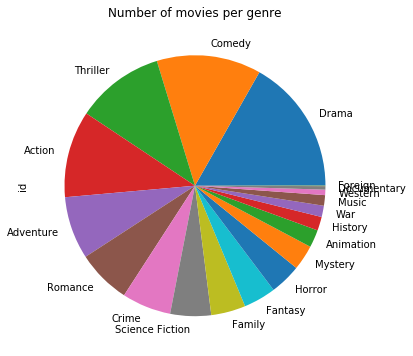 Number of movies per genre
Comedy
Thriller
Drama
Action
id
Adventure
Romance
Crime
Science Fiction
Family
Fantasy
Horror
Mystery
Animation
History
War
Music
Western
Documentary
Foreign